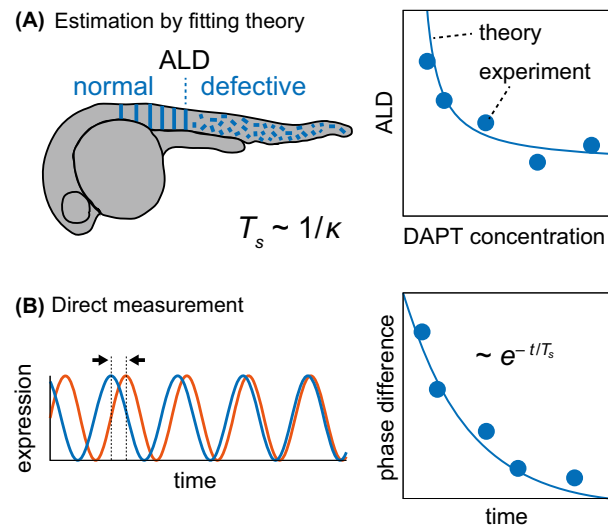 (A) Estimation by fitting theory
ALD
normal defective
T_s ~ 1/κ
theory
experiment
ALD
DAPT concentration
(B) Direct measurement
expression
time
~ e^{– t/T_s}
phase difference
time